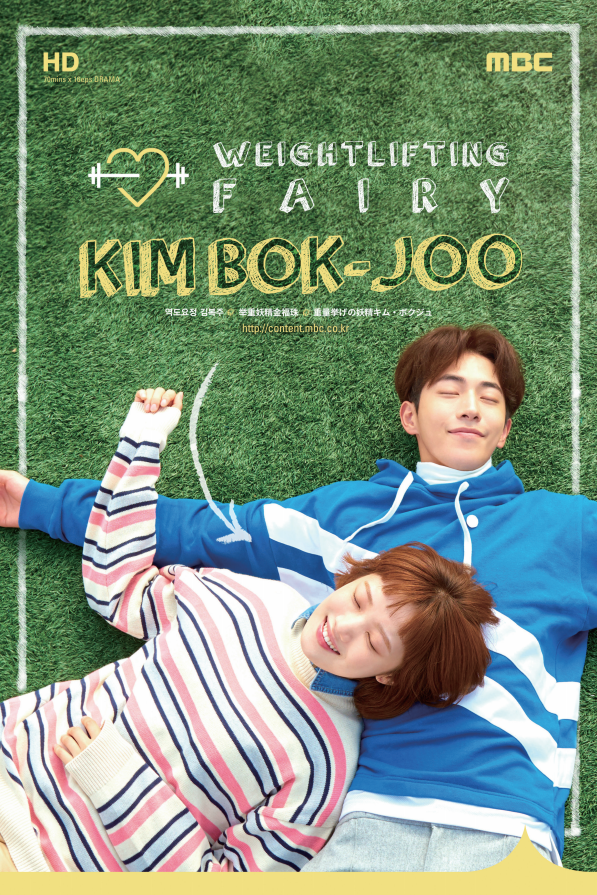 HD
MBC
70mins x 16eps DRAMA
WEIGHTLIFTING
FAIRY
KIM BOK-JOO
역도요정 김복주 举重妖精金福珠 重量挙げの妖精キム・ボクジュ
http://content.mbc.co.kr